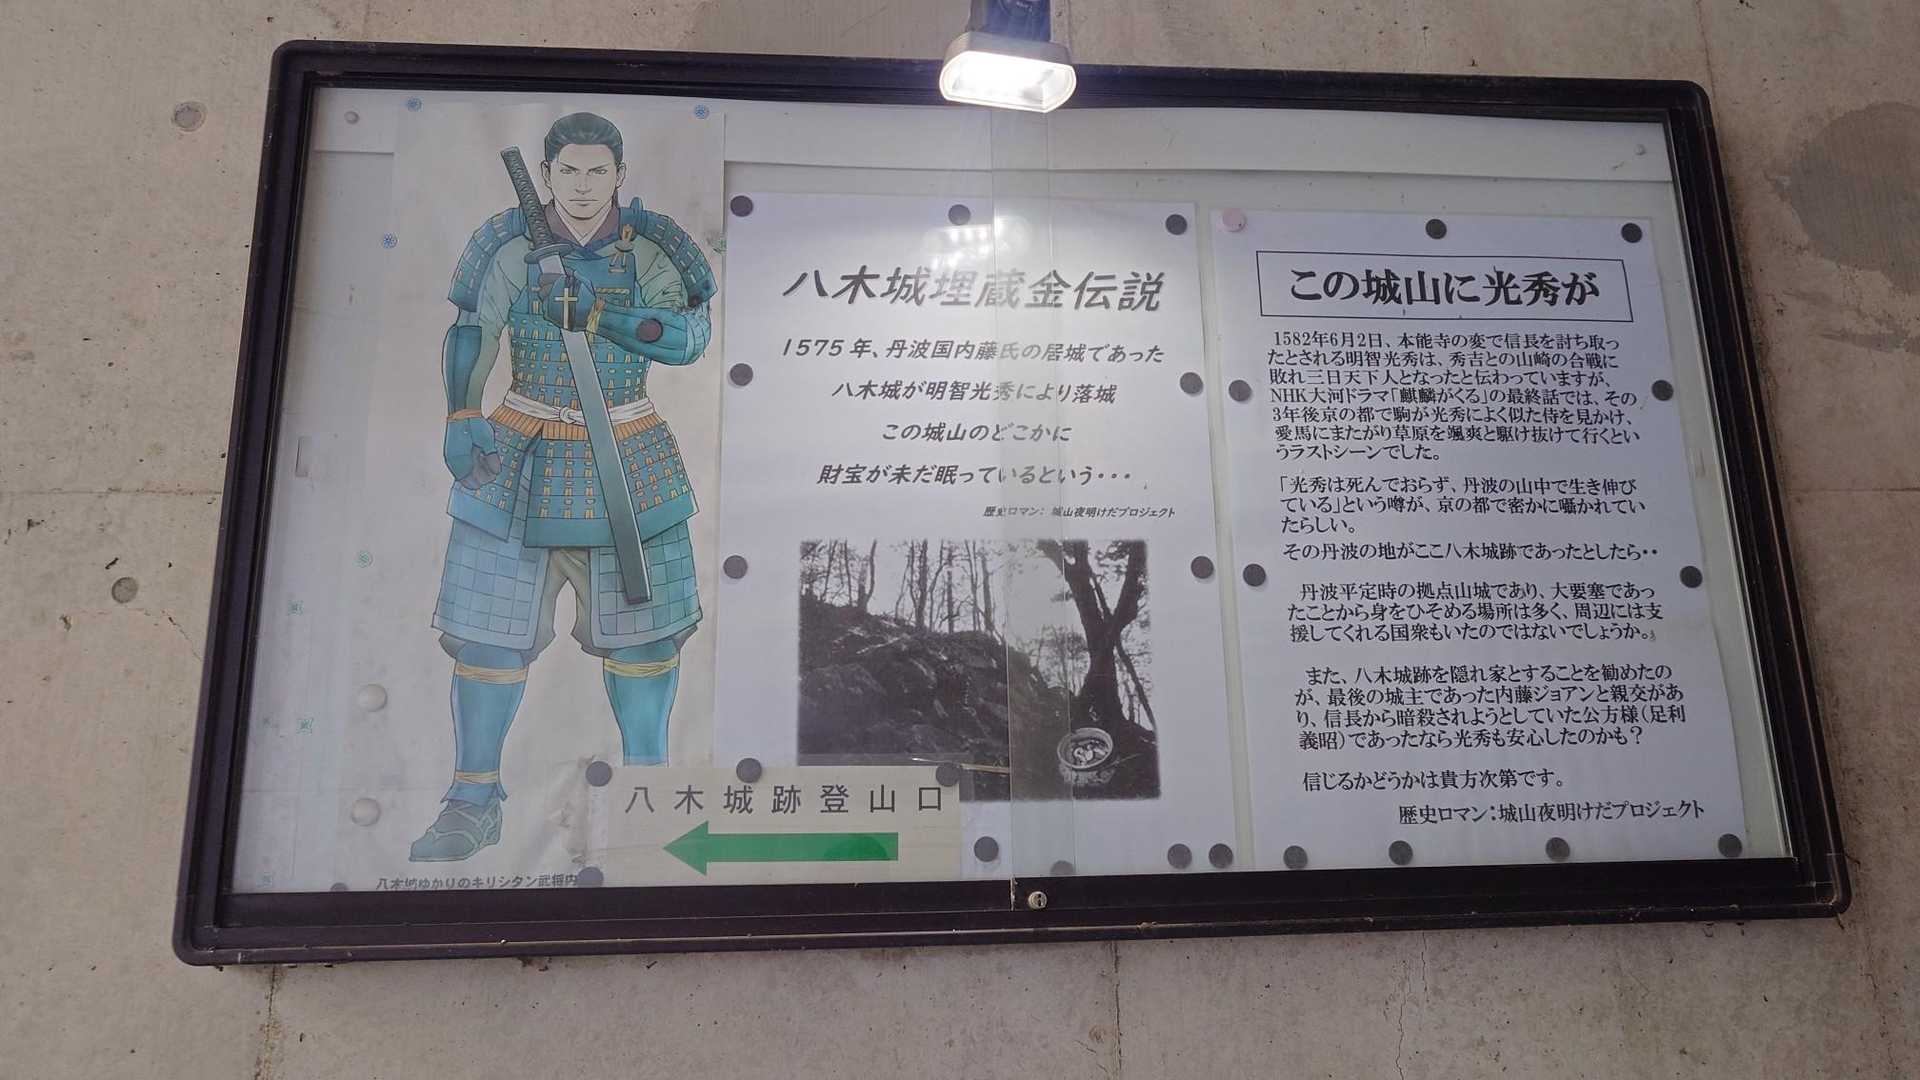 八木城ゆかりのキリシタン武将内
八木城跡登山口
八木城埋蔵金伝説
1575年、丹波国内藤氏の居城であった
八木城が明智光秀により落城
この城山のどこかに
財宝が未だ眠っているという・・・
歴史ロマン：城山夜明けだプロジェクト
この城山に光秀が
1582年6月2日、本能寺の変で信長を討ち取っ
たとされる明智光秀は、秀吉との山崎の合戦に
敗れ三日天下人となったと伝わっていますが、
NHK大河ドラマ「麒麟がくる」の最終話では、その
3年後京の都で駒が光秀によく似た侍を見かけ、
愛馬にまたがり草原を颯爽と駆け抜けて行くとい
うラストシーンでした。
「光秀は死んでおらず、丹波の山中で生き伸び
ている」という噂が、京の都で密かに囁かれてい
たらしい。
その丹波の地がここ八木城跡であったとしたら・・
丹波平定時の拠点山城であり、大要塞であっ
たことから身をひそめる場所は多く、周辺には支
援してくれる国衆もいたのではないでしょうか。
また、八木城跡を隠れ家とすることを勧めたの
が、最後の城主であった内藤ジョアンと親交があ
り、信長から暗殺されようとしていた公方様（足利
義昭）であったなら光秀も安心したのかも？
信じるかどうかは貴方次第です。
歴史ロマン：城山夜明けだプロジェクト